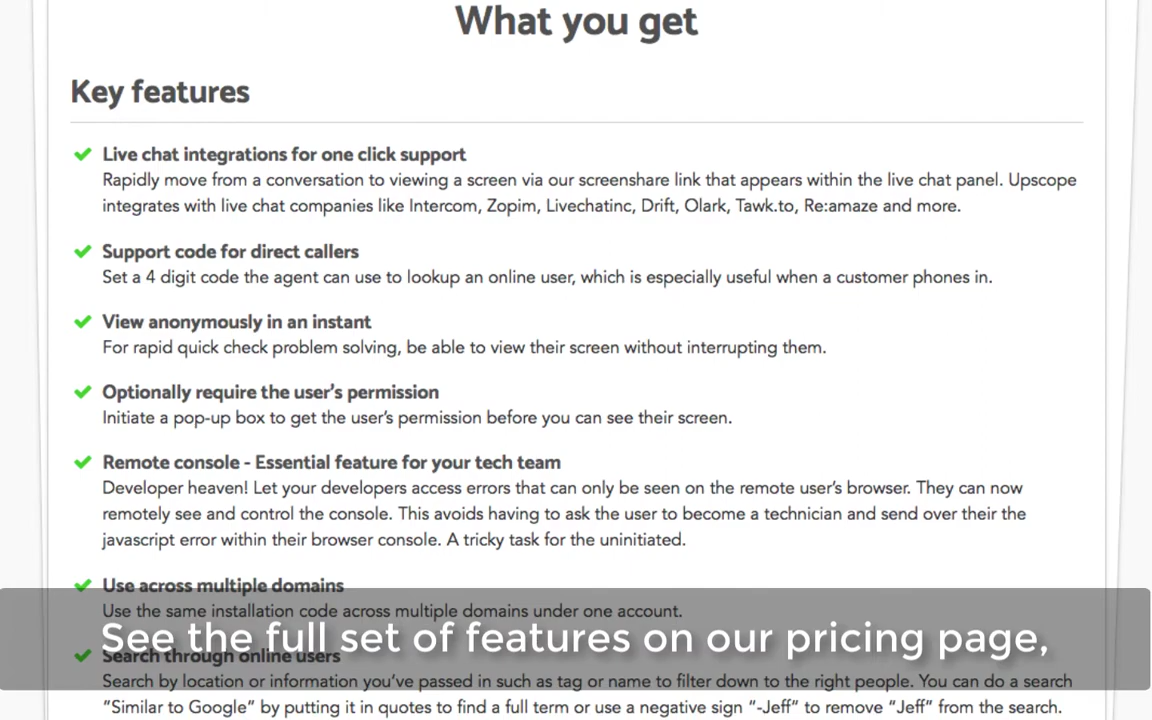 What you get
Key features
Live chat integrations for one click support
Rapidly move from a conversation to viewing a screen via our screenshare link that appears within the live chat panel. Upscope
integrates with live chat companies like Intercom, Zopim, Livechatinc, Drift, Olark, Tawk.to, Re:amaze and more.
Support code for direct callers
Set a 4 digit code the agent can use to lookup an online user, which is especially useful when a customer phones in.
View anonymously in an instant
For rapid quick check problem solving, be able to view their screen without interrupting them.
Optionally require the user’s permission
Initiate a pop-up box to get the user’s permission before you can see their screen.
Remote console - Essential feature for your tech team
Developer heaven! Let your developers access errors that can only be seen on the remote user’s browser. They can now
remotely see and control the console. This avoids having to ask the user to become a technician and send over their the
javascript error within their browser console. A tricky task for the uninitiated.
Use across multiple domains
Use the same installation code across multiple domains under one account.
See the full set of features on our pricing page,
Search through online users
Search by location or information you’ve passed in such as tag or name to filter down to the right people. You can do a search
“Similar to Google” by putting it in quotes to find a full term or use a negative sign “-Jeff” to remove “Jeff” from the search.